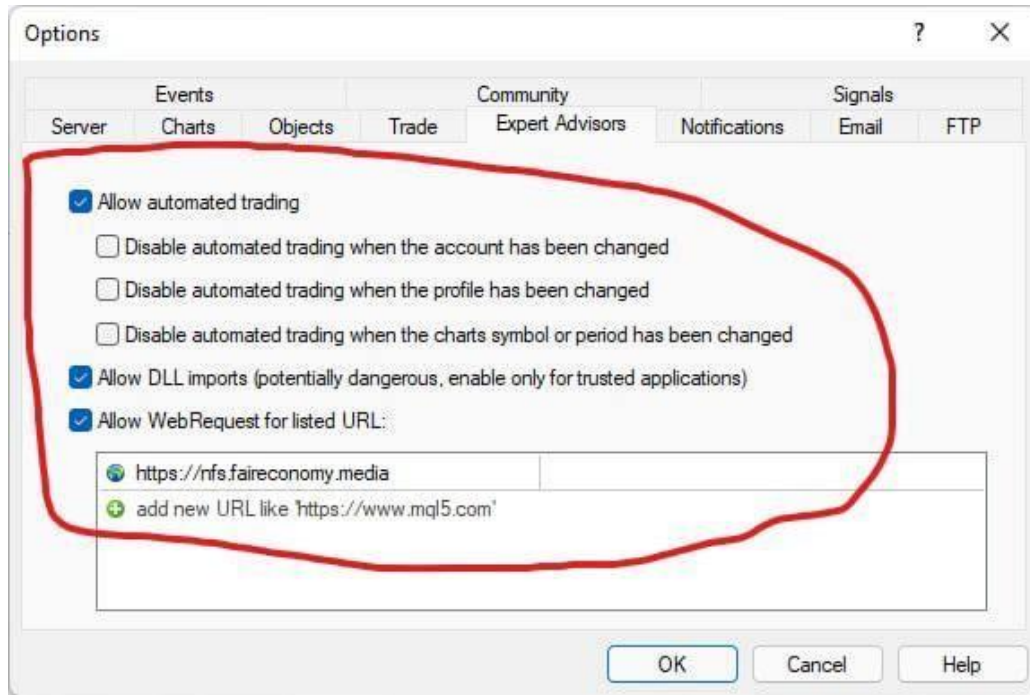 Options
?
Events Community Signals
Server Charts Objects Trade Expert Advisors Notifications Email FTP
Allow automated trading
Disable automated trading when the account has been changed
Disable automated trading when the profile has been changed
Disable automated trading when the charts symbol or period has been changed
Allow DLL imports (potentially dangerous, enable only for trusted applications)
Allow WebRequest for listed URL:
https://nfs.faireconomy.media
add new URL like 'https://www.mql5.com'
OK Cancel Help